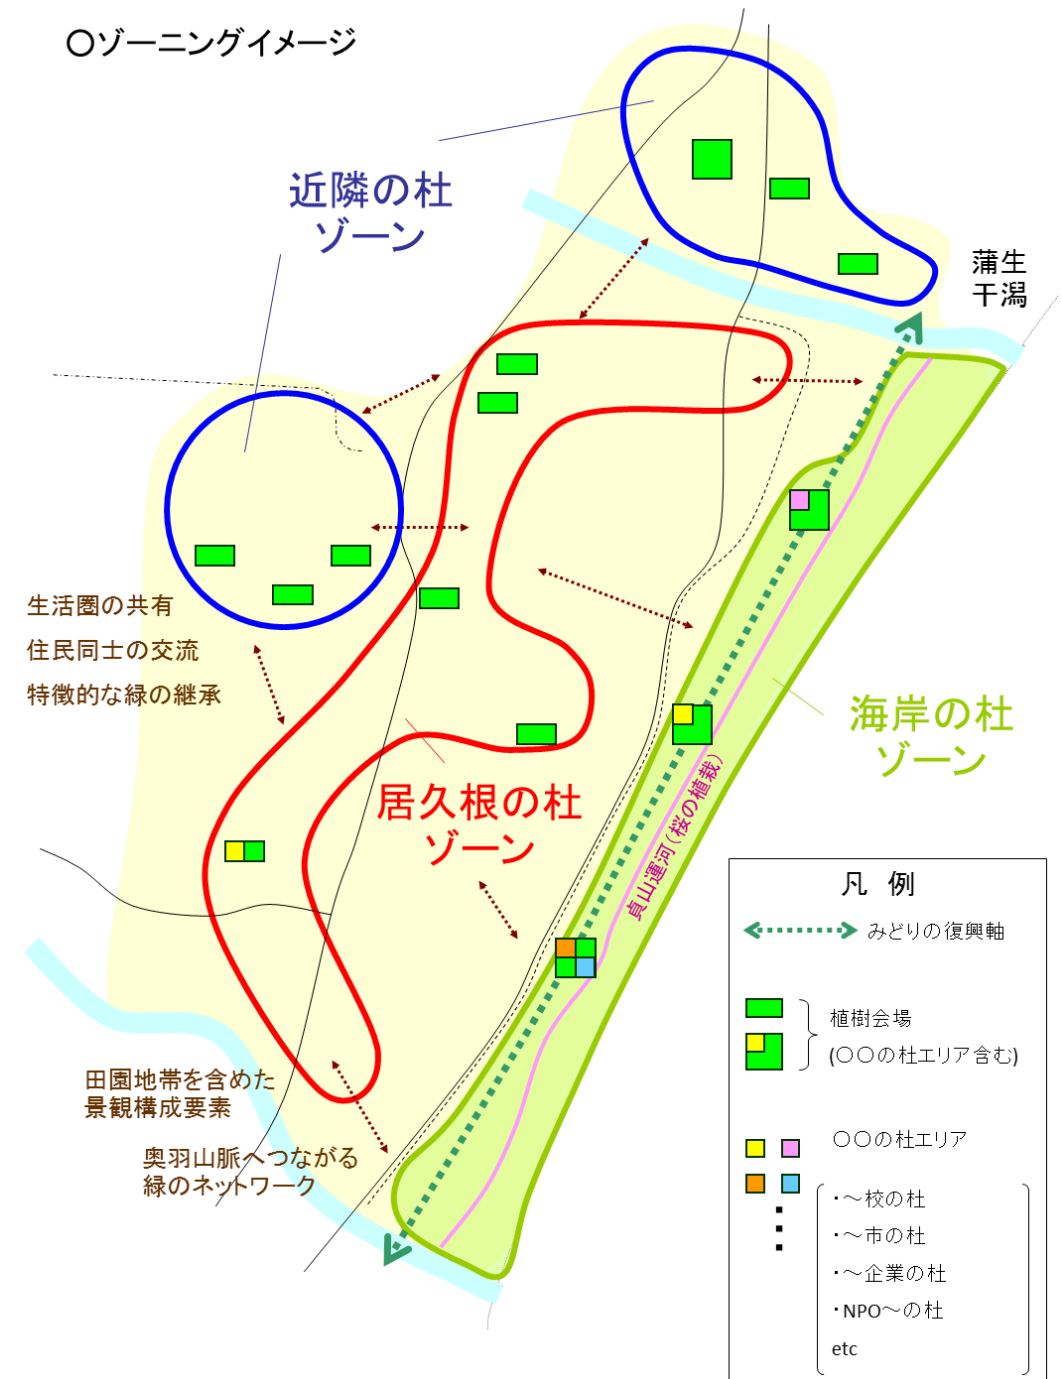 〇ゾーニングイメージ
近隣の杜
ゾーン
蒲生
干潟
生活圏の共有
住民同士の交流
特徴的な緑の継承
海岸の杜
ゾーン
居久根の杜
ゾーン
貞山運河(桜の植栽)
田園地帯を含めた
景観構成要素
奥羽山脈へつながる
緑のネットワーク
凡 例
みどりの復興軸
植樹会場
(〇〇の杜エリア含む)
〇〇の杜エリア
・～校の杜
・～市の杜
・～企業の杜
・NPO～の杜
etc